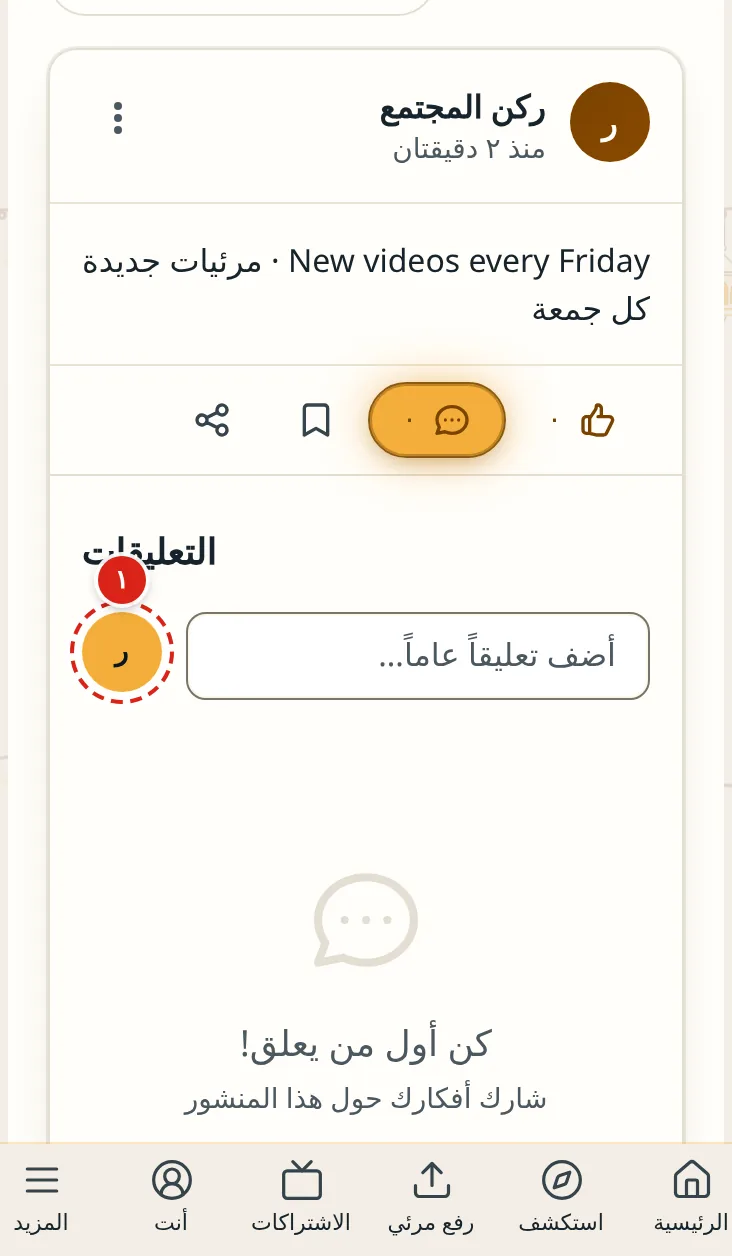 ر
ركن المجتمع
منذ ٢ دقيقتان
New videos every Friday · مرئيات جديدة
كل جمعة
·
·
التعليقات
١
أضف تعليقاً عاماً...
ر
كن أول من يعلق!
شارك أفكارك حول هذا المنشور
الرئيسية
استكشف
رفع مرئي
الاشتراكات
أنت
المزيد